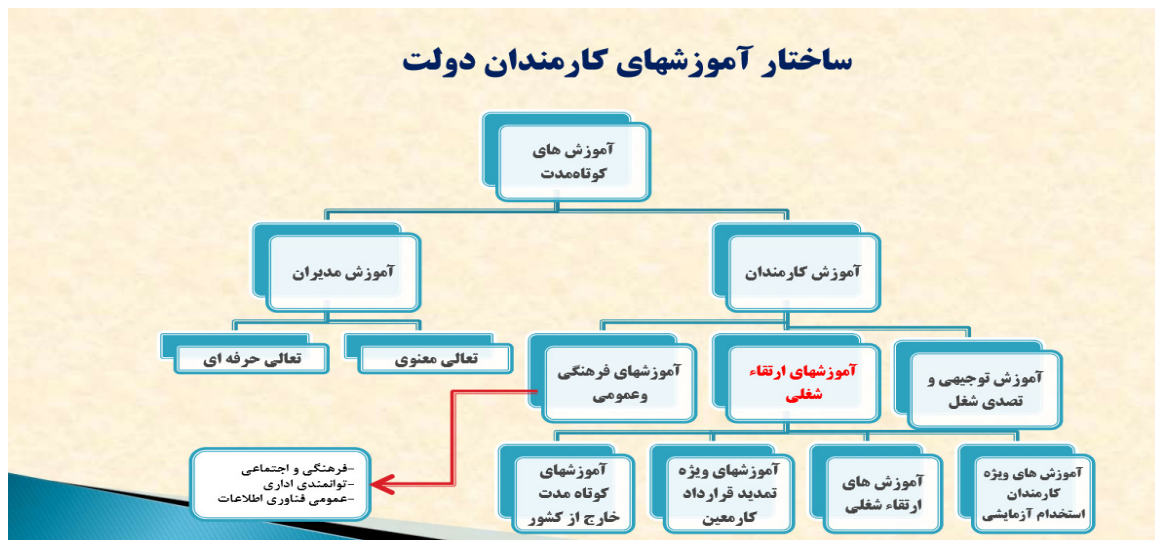 ساختار آموزشهای کارمندان دولت
آموزش های
کوتاه‌مدت
آموزش کارمندان
آموزش مدیران
آموزش توجیهی و
تصدی شغل
آموزشهای ارتقاء
شغلی
آموزشهای فرهنگی
وعمومی
تعالی معنوی
تعالی حرفه ای
آموزش های ویژه
کارمندان
استخدام آزمایشی
آموزش های
ارتقاء شغلی
آموزشهای ویژه
تمدید قرارداد
کارمعین
آموزشهای
کوتاه مدت
خارج از کشور
-فرهنگی و اجتماعی
-توانمندی اداری
-عمومی فناوری اطلاعات